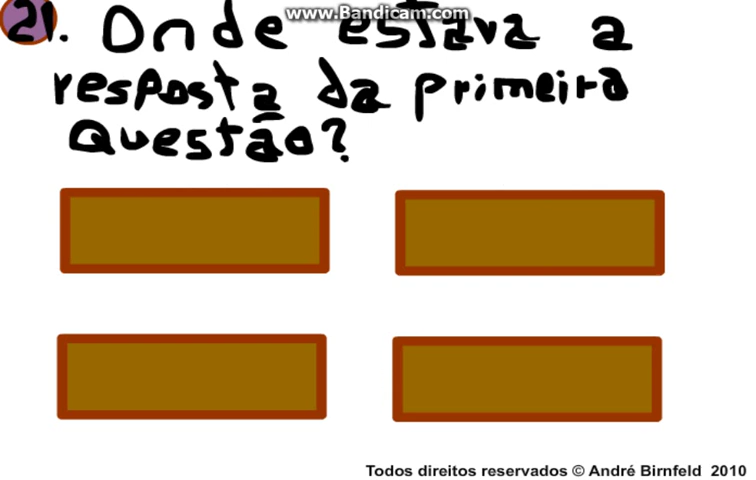 www.Bandicam.com
21. Onde estava a
resposta da primeira
Questão?
Todos direitos reservados © André Birnfeld 2010